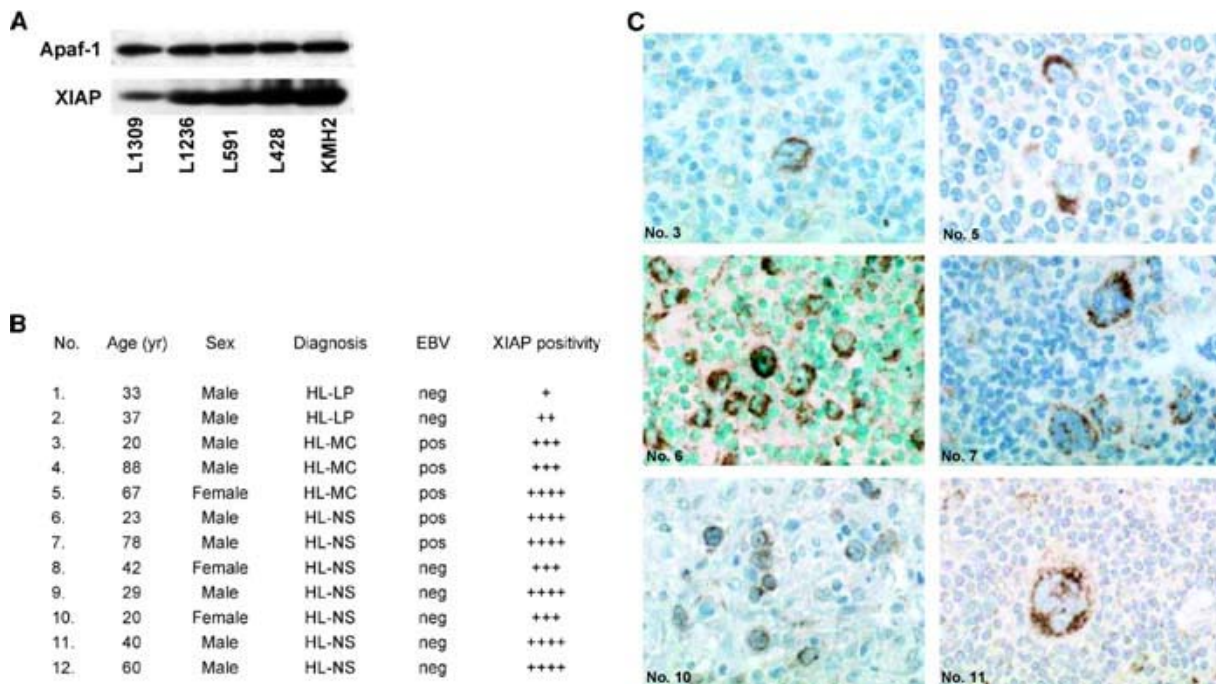 A
Apaf-1
XIAP
L1309
L1236
L591
L428
KMH2
B
No. Age (yr) Sex Diagnosis EBV XIAP positivity
1. 33 Male HL-LP neg +
2. 37 Male HL-LP neg ++
3. 20 Male HL-MC pos +++
4. 88 Male HL-MC pos +++
5. 67 Female HL-MC pos ++++
6. 23 Male HL-NS pos ++++
7. 78 Male HL-NS pos ++++
8. 42 Female HL-NS neg +++
9. 29 Male HL-NS neg ++++
10. 20 Female HL-NS neg +++
11. 40 Male HL-NS neg ++++
12. 60 Male HL-NS neg ++++
C
No. 3
No. 5
No. 6
No. 7
No. 10
No. 11